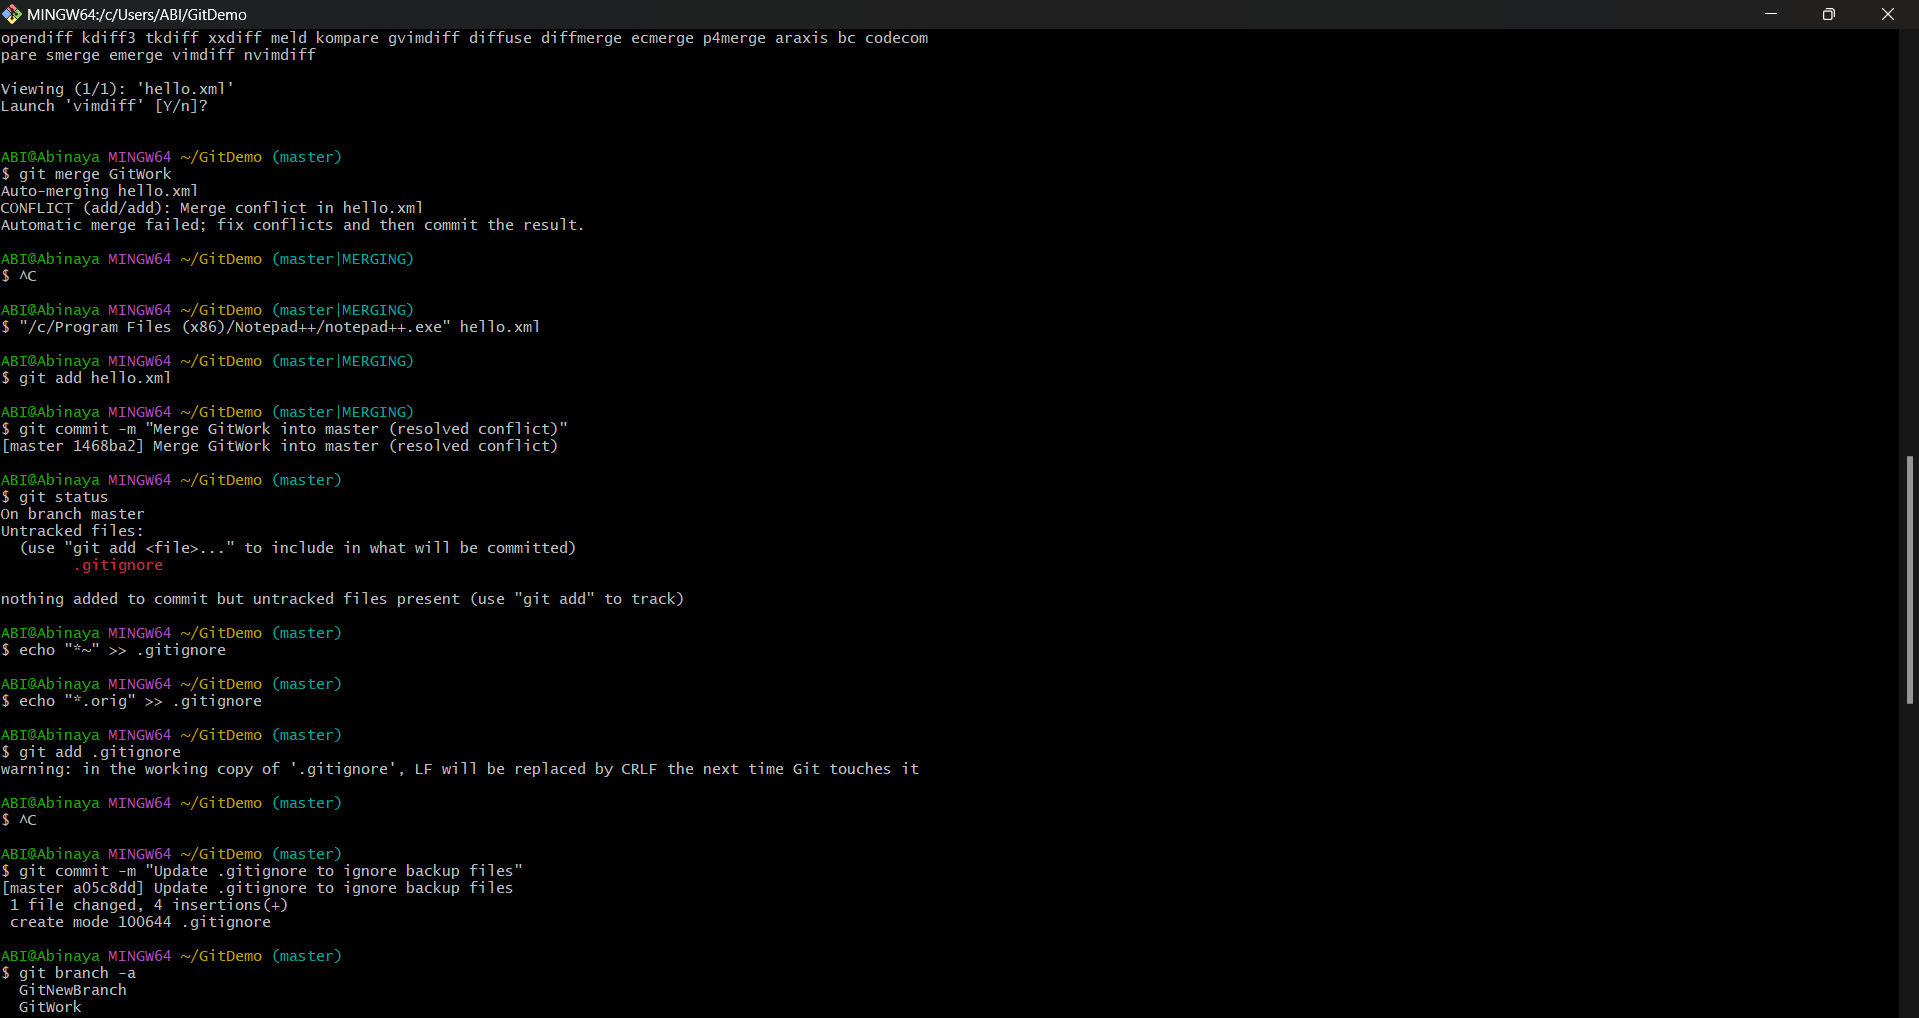 MINGW64:/c/Users/ABI/GitDemo
opendiff kdiff3 tkdiff xxdiff meld kompare gvimdiff diffuse diffmerge ecmerge p4merge araxis bc codecom
pare smerge emerge vimdiff nvimdiff
Viewing (1/1): 'hello.xml'
Launch 'vimdiff' [Y/n]?
ABI@Abinaya MINGW64 ~/GitDemo (master)
$ git merge GitWork
Auto-merging hello.xml
CONFLICT (add/add): Merge conflict in hello.xml
Automatic merge failed; fix conflicts and then commit the result.
ABI@Abinaya MINGW64 ~/GitDemo (master|MERGING)
$ ^C
ABI@Abinaya MINGW64 ~/GitDemo (master|MERGING)
$ "/c/Program Files (x86)/Notepad++/notepad++.exe" hello.xml
ABI@Abinaya MINGW64 ~/GitDemo (master|MERGING)
$ git add hello.xml
ABI@Abinaya MINGW64 ~/GitDemo (master|MERGING)
$ git commit -m "Merge GitWork into master (resolved conflict)"
[master 1468ba2] Merge GitWork into master (resolved conflict)
ABI@Abinaya MINGW64 ~/GitDemo (master)
$ git status
On branch master
Untracked files:
  (use "git add <file>..." to include in what will be committed)
        .gitignore
nothing added to commit but untracked files present (use "git add" to track)
ABI@Abinaya MINGW64 ~/GitDemo (master)
$ echo "*~" >> .gitignore
ABI@Abinaya MINGW64 ~/GitDemo (master)
$ echo "*.orig" >> .gitignore
ABI@Abinaya MINGW64 ~/GitDemo (master)
$ git add .gitignore
warning: in the working copy of '.gitignore', LF will be replaced by CRLF the next time Git touches it
ABI@Abinaya MINGW64 ~/GitDemo (master)
$ ^C
ABI@Abinaya MINGW64 ~/GitDemo (master)
$ git commit -m "Update .gitignore to ignore backup files"
[master a05c8dd] Update .gitignore to ignore backup files
 1 file changed, 4 insertions(+)
 create mode 100644 .gitignore
ABI@Abinaya MINGW64 ~/GitDemo (master)
$ git branch -a
  GitNewBranch
  GitWork